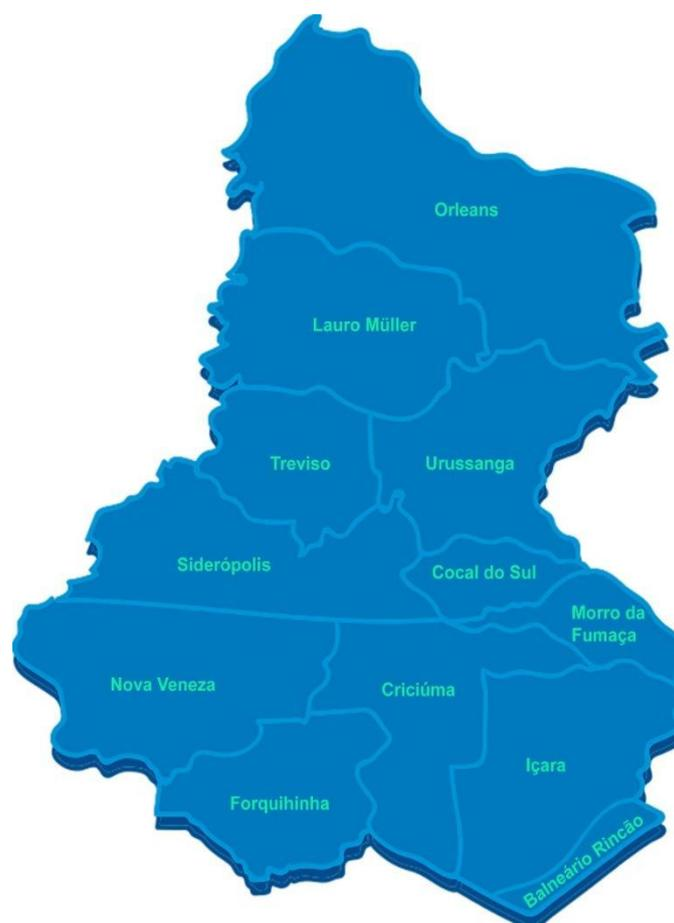 Orleans
Lauro Müller
Treviso
Urussanga
Siderópolis
Cocal do Sul
Morro da
Fumaça
Nova Veneza
Criciúma
Içara
Forquihinha
Balneário Rincão